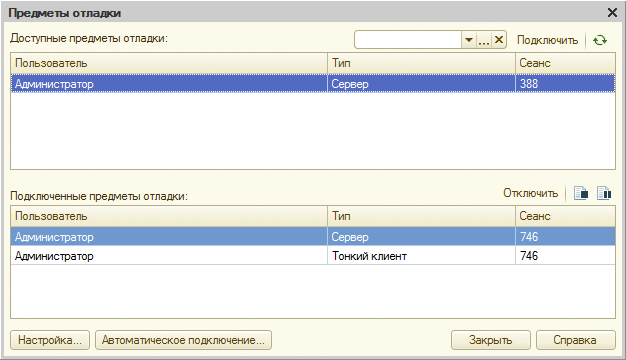 Предметы отладки
Доступные предметы отладки: ... Подключить
Пользователь Тип Сеанс
Администратор Сервер 388
Подключенные предметы отладки: Отключить
Пользователь Тип Сеанс
Администратор Сервер 746
Администратор Тонкий клиент 746
Настройка... Автоматическое подключение... Закрыть Справка